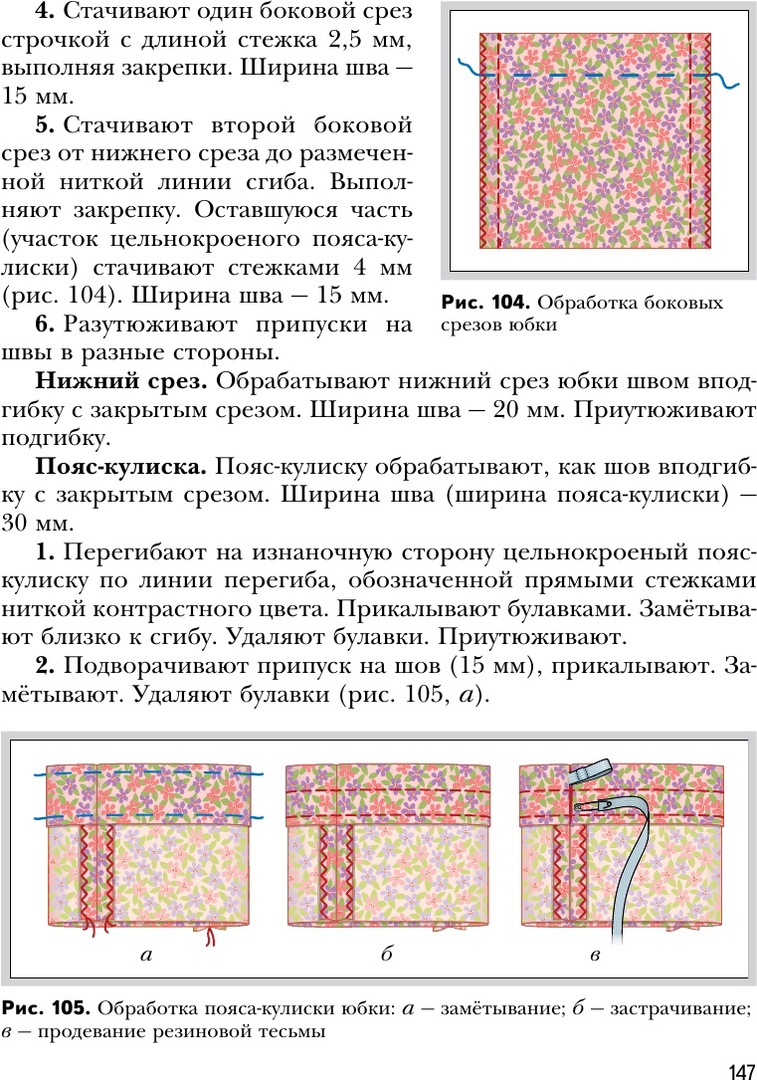 4. Стачивают один боковой срез
строчкой с длиной стежка 2,5 мм,
выполняя закрепки. Ширина шва –
15 мм.
5. Стачивают второй боковой
срез от нижнего среза до размечен-
ной ниткой линии сгиба. Выпол-
няют закрепку. Оставшуюся часть
(участок цельнокроеного пояса-ку-
лиски) стачивают стежками 4 мм
(рис. 104). Ширина шва – 15 мм.
6. Разутюживают припуски на
швы в разные стороны.
Рис. 104. Обработка боковых
срезов юбки
Нижний срез. Обрабатывают нижний срез юбки швом впод-
гибку с закрытым срезом. Ширина шва – 20 мм. Приутюживают
подгибку.
Пояс-кулиска. Пояс-кулиску обрабатывают, как шов вподгиб-
ку с закрытым срезом. Ширина шва (ширина пояса-кулиски) –
30 мм.
1. Перегибают на изнаночную сторону цельнокроеный пояс-
кулиску по линии перегиба, обозначенной прямыми стежками
ниткой контрастного цвета. Прикалывают булавками. Замётыва-
ют близко к сгибу. Удаляют булавки. Приутюживают.
2. Подворачивают припуск на шов (15 мм), прикалывают. За-
мётывают. Удаляют булавки (рис. 105, а).
а б в
Рис. 105. Обработка пояса-кулиски юбки: а – замётывание; б – застрачивание;
в – продевание резиновой тесьмы
147